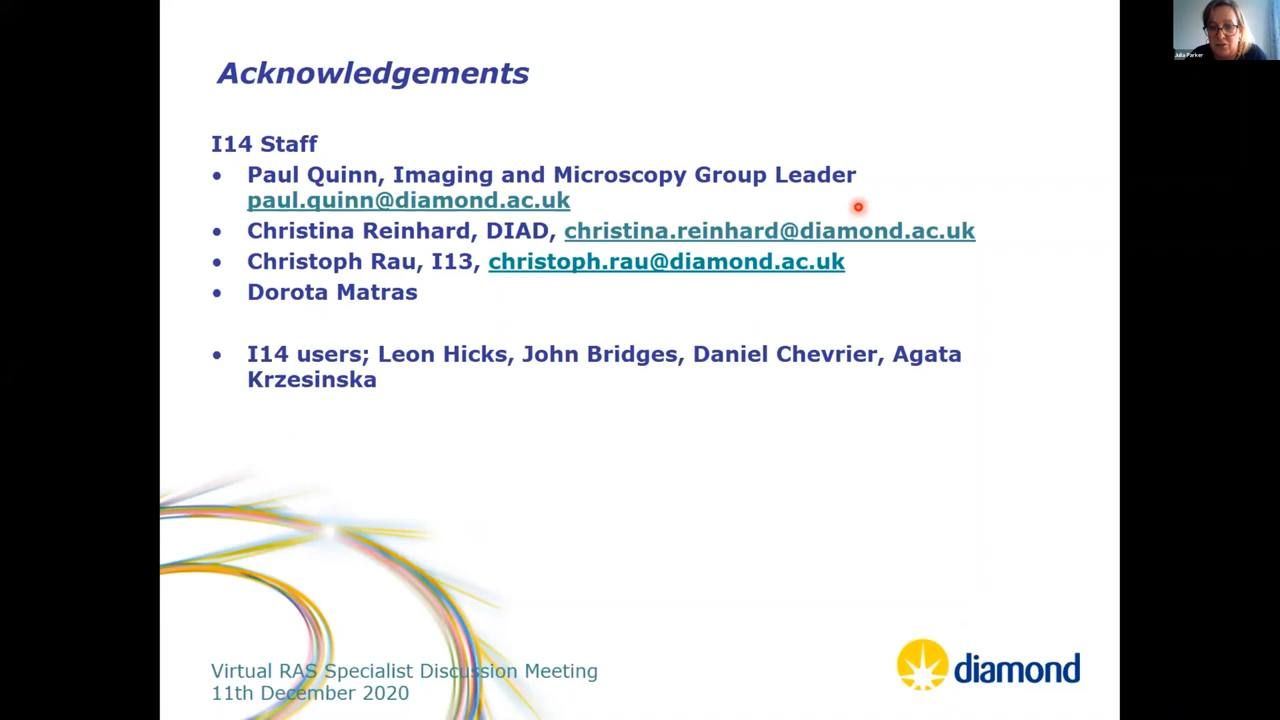 Acknowledgements
Julia Parker
I14 Staff
• Paul Quinn, Imaging and Microscopy Group Leader
paul.quinn@diamond.ac.uk
• Christina Reinhard, DIAD, christina.reinhard@diamond.ac.uk
• Christoph Rau, I13, christoph.rau@diamond.ac.uk
• Dorota Matras
• I14 users; Leon Hicks, John Bridges, Daniel Chevrier, Agata
Krzesinska
Virtual RAS Specialist Discussion Meeting
11th December 2020
diamond